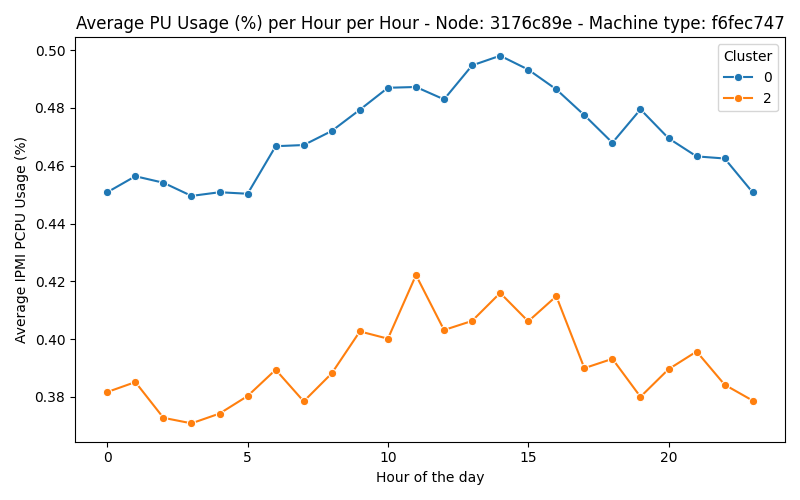 Average PU Usage (%) per Hour per Hour - Node: 3176c89e - Machine type: f6fec747
Cluster
0
2
Average IPMI PCPU Usage (%)
0.50
0.48
0.46
0.44
0.42
0.40
0.38
0 5 10 15 20
Hour of the day